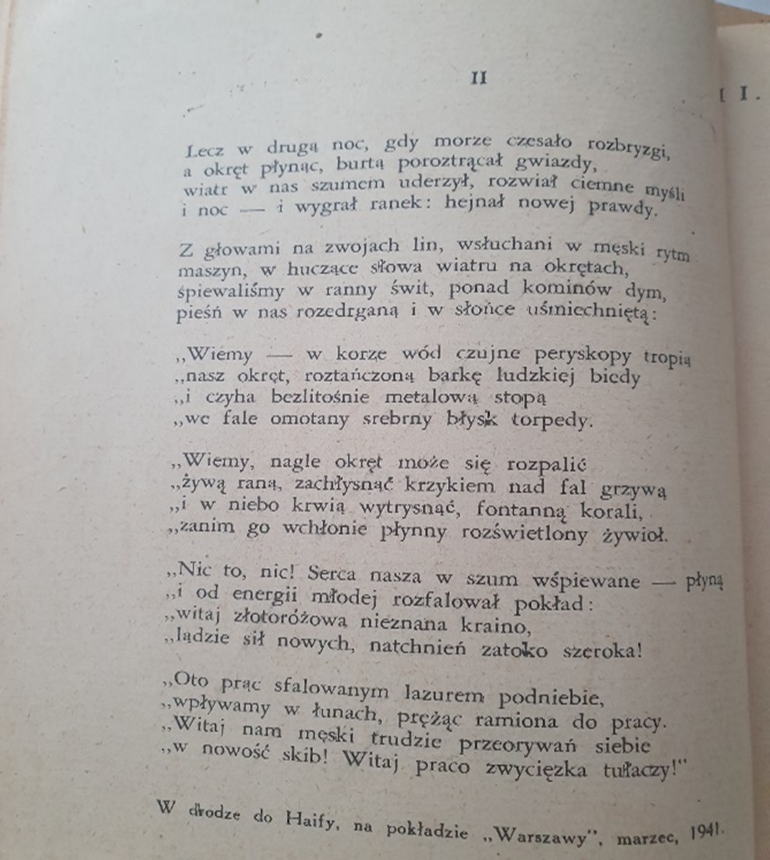 II
I I.
Lecz w drugą noc, gdy morze czesało rozbryzgi,
a okręt płynąc, burtą poroztrącał gwiazdy,
wiatr w nas szumem uderzył, rozwiał ciemne myśli
i noc — i wygrał ranek: hejnał nowej prawdy.
Z głowami na zwojach lin, wsłuchani w męski rytm
maszyn, w huczące słowa wiatru na okrętach,
śpiewaliśmy w ranny świt, ponad kominów dym,
pieśń w nas rozedrganą i w słońce uśmiechniętą:
„Wiemy — w korze wód czujne peryskopy tropią
„nasz okręt, roztańczoną barkę ludzkiej biedy
„i czyha bezlitośnie metalową stopą
„we fale omotany srebrny błysk torpedy.
„Wiemy, nagle okręt może się rozpalić
„żywą raną, zachłysnąć krzykiem nad fal grzywą
„i w niebo krwią wytrysnąć, fontanną korali,
„zanim go wchłonie płynny rozświetlony żywioł.
„Nic to, nic! Serca nasza w szum wśpiewane — płyną
„i od energii młodej rozfalował pokład:
„witaj złotoróżowa nieznana kraino,
„lądzie sił nowych, natchnień zatoko szeroka!
„Oto prąc sfalowanym lazurem podniebie,
„wpływamy w łunach, prężąc ramiona do pracy.
„Witaj nam męski trudzie przeorywań siebie
„w nowość skib! Witaj praco zwycięzka tułaczy!"
W drodze do Haify, na pokładzie „Warszawy", marzec, 1941.